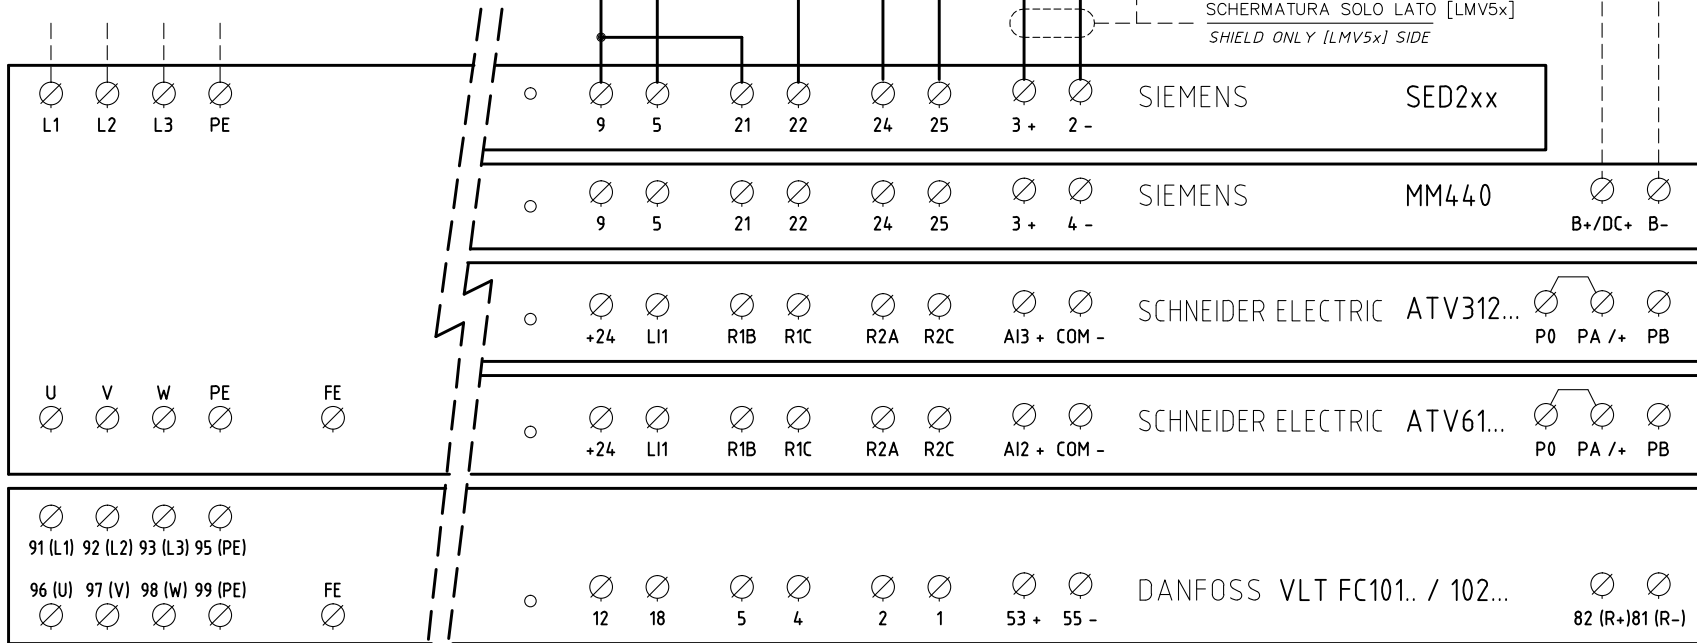 SCHERMATURA SOLO LATO [LMV5x]
SHIELD ONLY [LMV5x] SIDE
L1 L2 L3 PE
SIEMENS SED2xx
9 5 21 22 24 25 3 + 2 -
SIEMENS MM440
9 5 21 22 24 25 3 + 4 - B+/DC+ B-
SCHNEIDER ELECTRIC ATV312...
+24 LI1 R1B R1C R2A R2C AI3 + COM - P0 PA /+ PB
U V W PE FE
SCHNEIDER ELECTRIC ATV61...
+24 LI1 R1B R1C R2A R2C AI2 + COM - P0 PA /+ PB
91 (L1) 92 (L2) 93 (L3) 95 (PE)
96 (U) 97 (V) 98 (W) 99 (PE) FE
DANFOSS VLT FC101.. / 102...
12 18 5 4 2 1 53 + 55 - 82 (R+) 81 (R-)